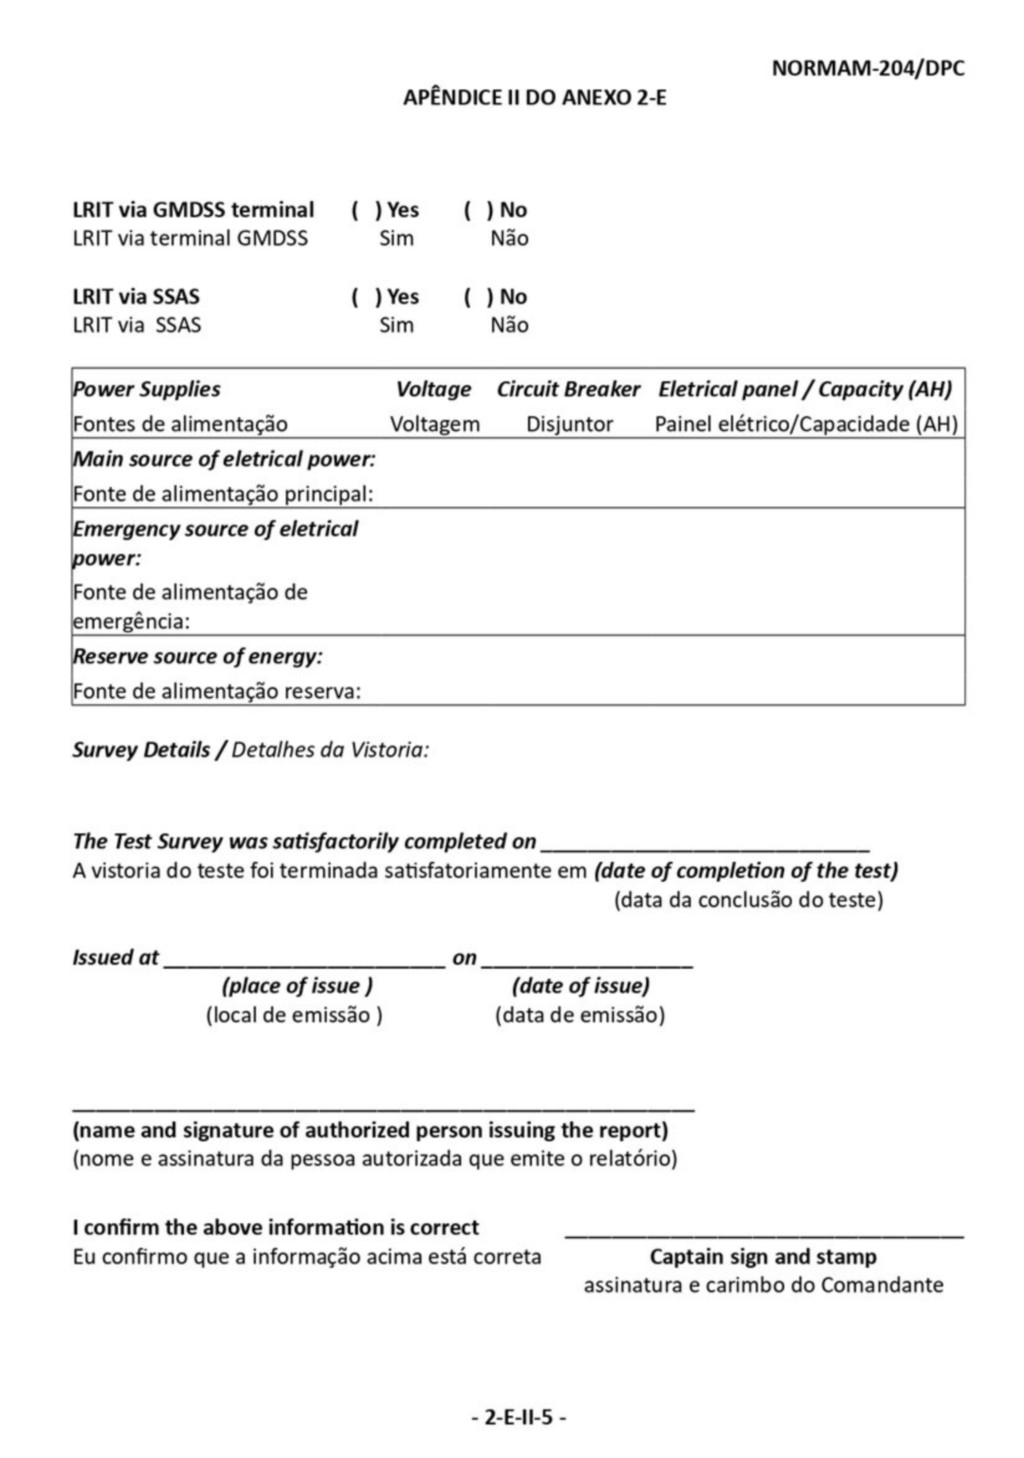 NORMAM-204/DPC
APÊNDICE II DO ANEXO 2-E
LRIT via GMDSS terminal ( ) Yes ( ) No
LRIT via terminal GMDSS Sim Não
LRIT via SSAS ( ) Yes ( ) No
LRIT via SSAS Sim Não
Power Supplies Voltage Circuit Breaker Eletrical panel / Capacity (AH)
Fontes de alimentação Voltagem Disjuntor Painel elétrico/Capacidade (AH)
Main source of eletrical power:
Fonte de alimentação principal:
Emergency source of eletrical
power:
Fonte de alimentação de
emergência:
Reserve source of energy:
Fonte de alimentação reserva:
Survey Details / Detalhes da Vistoria:
The Test Survey was satisfactorily completed on ____________________________
A vistoria do teste foi terminada satisfatoriamente em (date of completion of the test)
(data da conclusão do teste)
Issued at ________________________ on __________________
(place of issue ) (date of issue)
(local de emissão ) (data de emissão)
_____________________________________________________
(name and signature of authorized person issuing the report)
(nome e assinatura da pessoa autorizada que emite o relatório)
I confirm the above information is correct __________________________________
Eu confirmo que a informação acima está correta Captain sign and stamp
assinatura e carimbo do Comandante
- 2-E-II-5 -